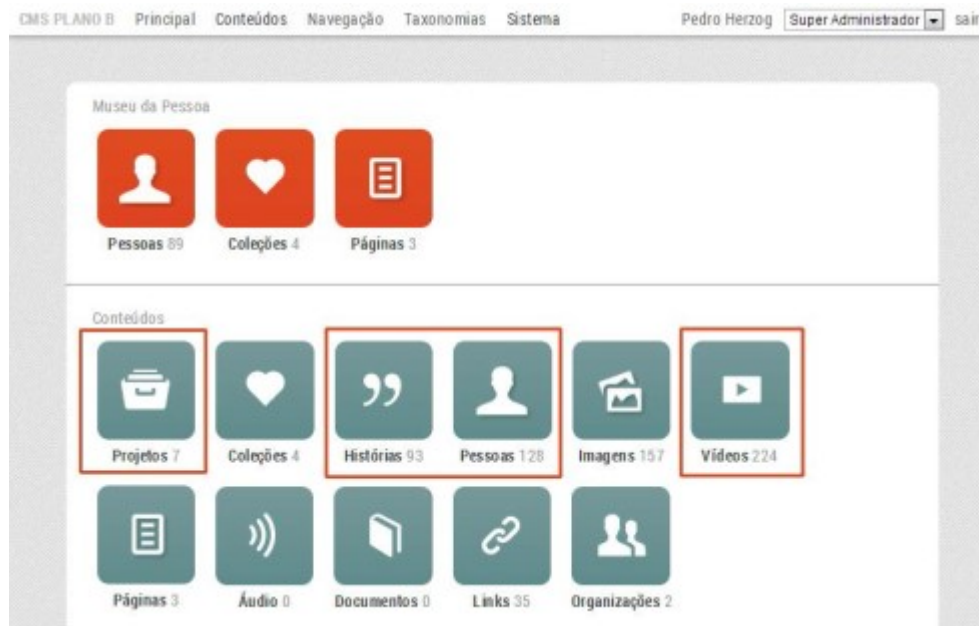 CMS PLANO B Principal Conteúdos Navegação Taxonomias Sistema Pedro Herzog Super Administrador sair
Museu da Pessoa
Pessoas 89 Coleções 4 Páginas 3
Conteúdos
Projetos 7 Coleções 4 Histórias 93 Pessoas 128 Imagens 157 Vídeos 224
Páginas 3 Áudio 0 Documentos 0 Links 35 Organizações 2